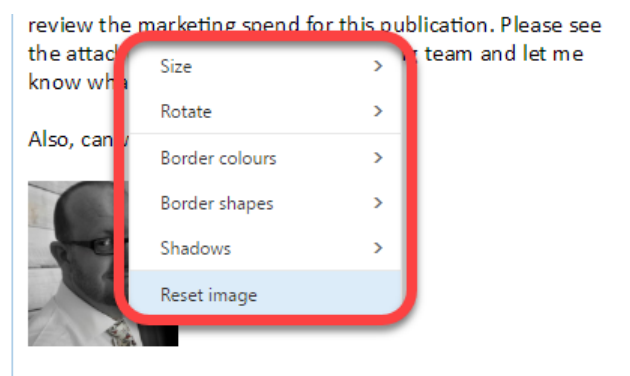 review the marketing spend for this publication. Please see
the attac team and let me
know wha
Also, can
Size
Rotate
Border colours
Border shapes
Shadows
Reset image